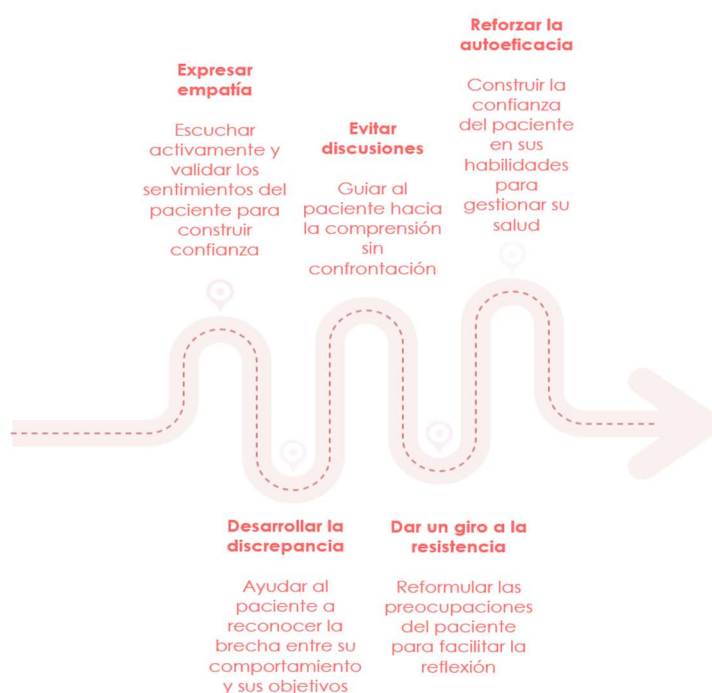 Expresar
empatía
Escuchar
activamente y
validar los
sentimientos del
paciente para
construir
confianza
Desarrollar la
discrepancia
Ayudar al
paciente a
reconocer la
brecha entre su
comportamiento
y sus objetivos
Evitar
discusiones
Guiar al
paciente hacia
la comprensión
sin
confrontación
Dar un giro a la
resistencia
Reformular las
preocupaciones
del paciente
para facilitar la
reflexión
Reforzar la
autoeficacia
Construir la
confianza
del paciente
en sus
habilidades
para
gestionar su
salud